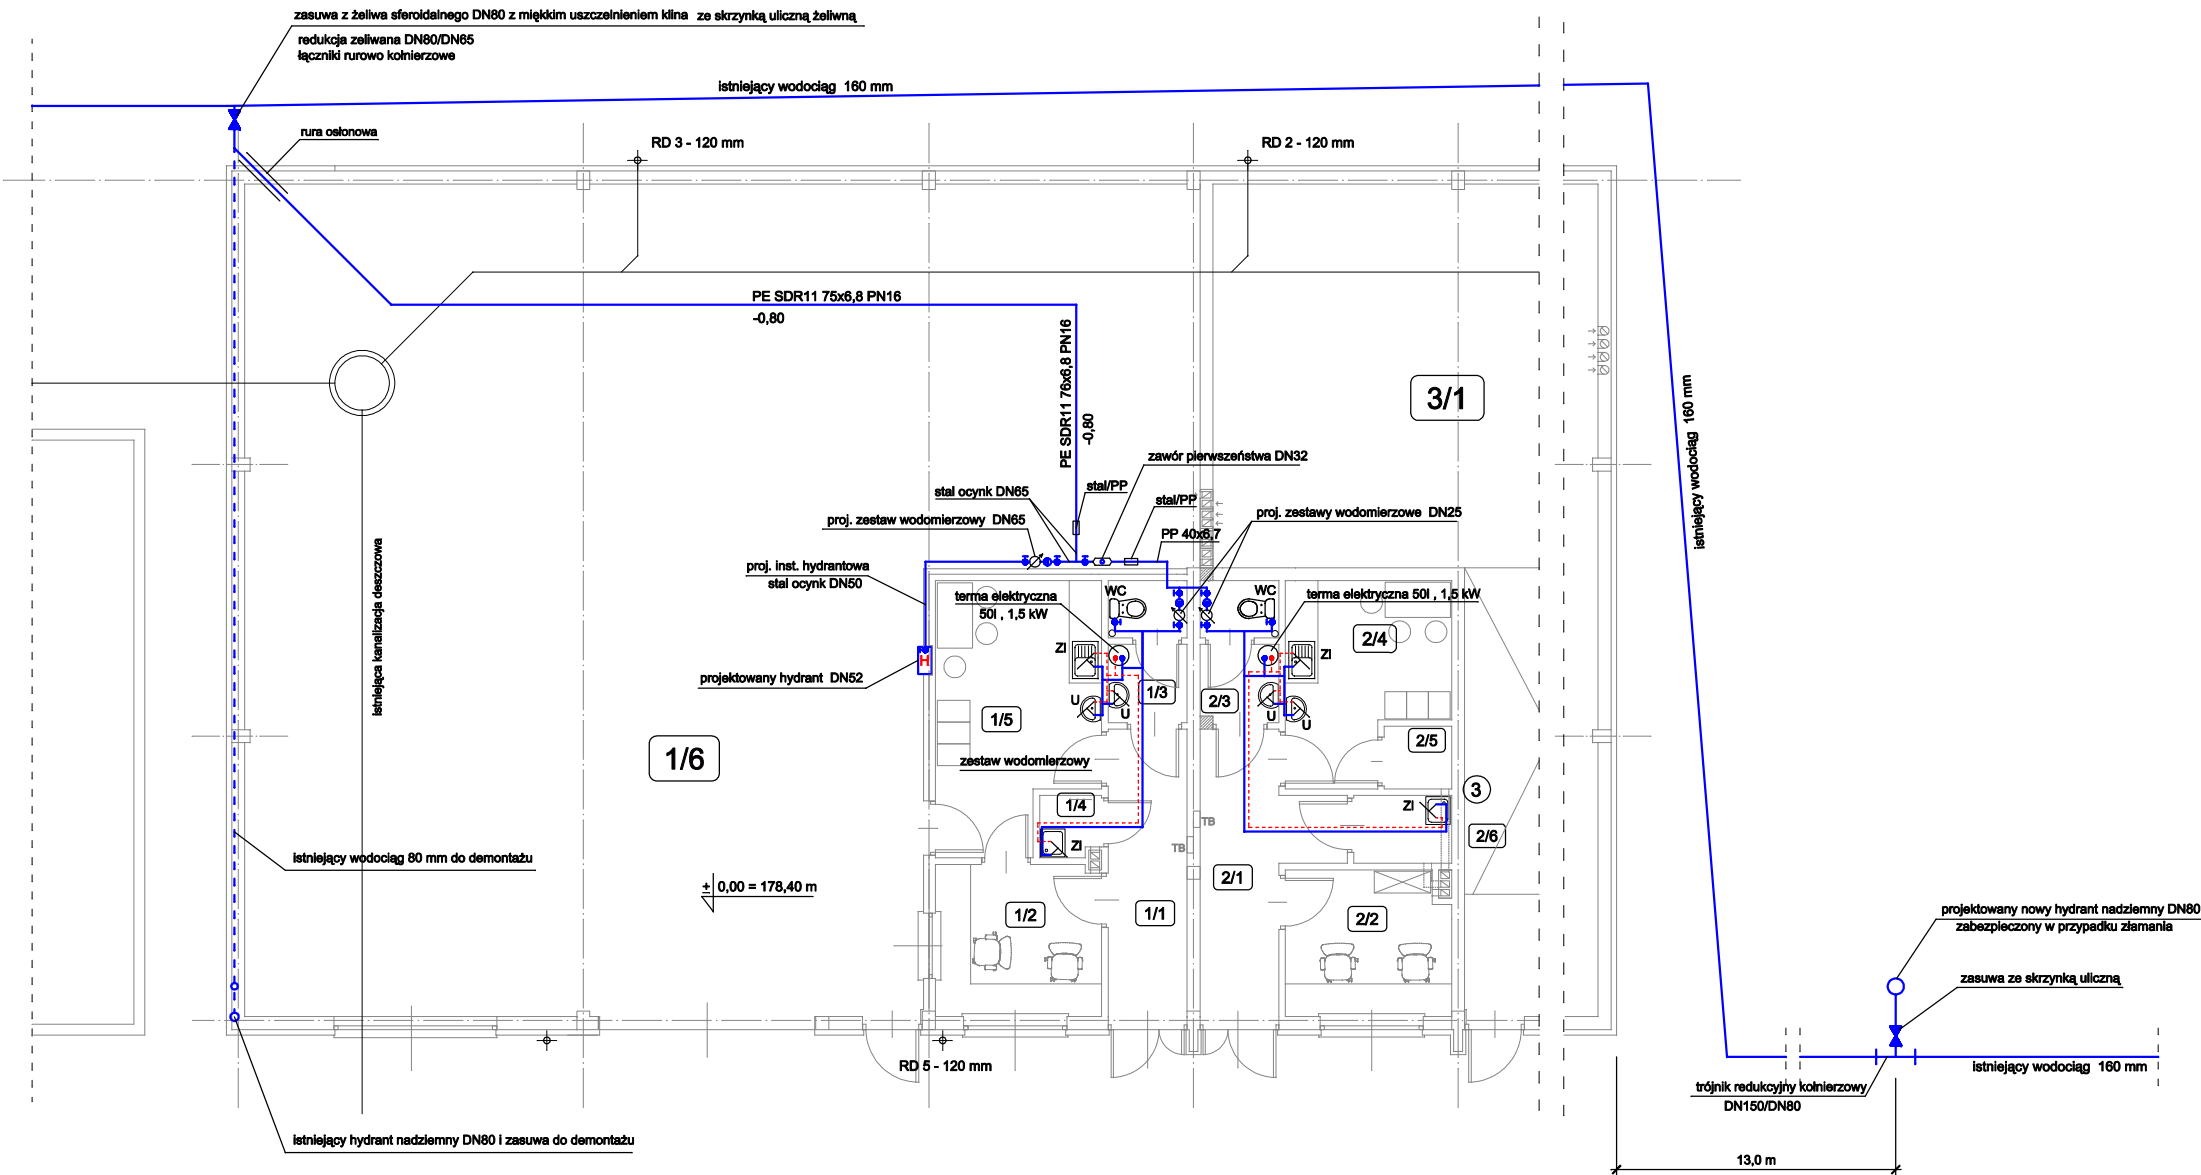 zasuwa z żeliwa sferoidalnego DN80 z miękkim uszczelnieniem klina ze skrzynką uliczną żeliwną
redukcja zeliwana DN80/DN65
łączniki rurowo kołnierzowe
istniejący wodociąg 160 mm
rura osłonowa
RD 3 - 120 mm
RD 2 - 120 mm
PE SDR11 75x6,8 PN16
-0,80
PE SDR11 76x6,8 PN16
-0,80
3/1
istniejący wodociąg 160 mm
zawór pierwszeństwa DN32
stal ocynk DN65
stal/PP
stal/PP
proj. zestaw wodomierzowy DN65
proj. zestawy wodomierzowe DN25
PP 40x6,7
istniejąca kanalizacja deszczowa
proj. inst. hydrantowa
stal ocynk DN50
terma elektryczna
50l , 1,5 kW
WC
WC
terma elektryczna 50l , 1,5 kW
2/4
ZI
ZI
H
projektowany hydrant DN52
1/3
2/3
U
U
U
U
1/5
1/6
2/5
zestaw wodomierzowy
3
1/4
ZI
2/6
TB
TB
ZI
istniejący wodociąg 80 mm do demontażu
± 0,00 = 178,40 m
2/1
1/2
1/1
2/2
projektowany nowy hydrant nadziemny DN80
zabezpieczony w przypadku złamania
zasuwa ze skrzynką uliczną
RD 5 - 120 mm
istniejący wodociąg 160 mm
trójnik redukcyjny kołnierzowy
DN150/DN80
istniejący hydrant nadziemny DN80 i zasuwa do demontażu
13,0 m